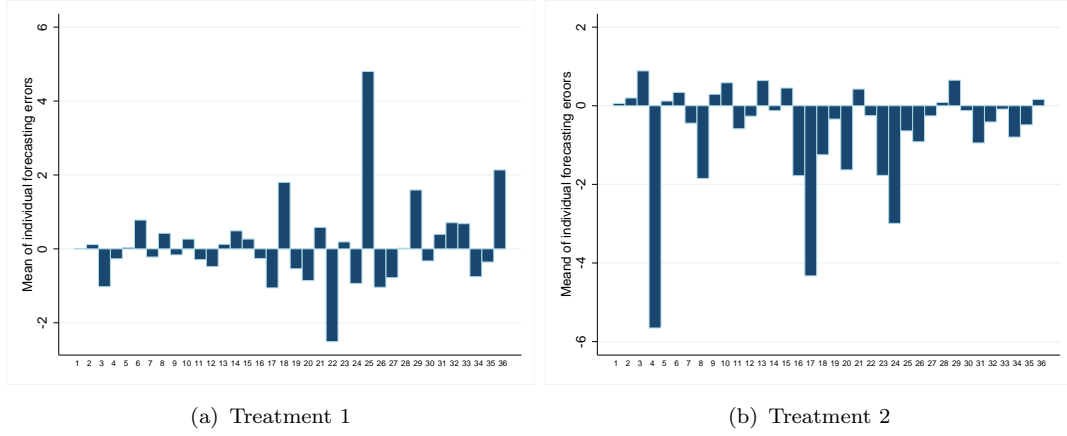 Mean of individual forecasting errors
6
4
2
0
-2
1 2 3 4 5 6 7 8 9 10 11 12 13 14 15 16 17 18 19 20 21 22 23 24 25 26 27 28 29 30 31 32 33 34 35 36
(a) Treatment 1
Meand of individual forecasting eroors
2
0
-2
-4
-6
1 2 3 4 5 6 7 8 9 10 11 12 13 14 15 16 17 18 19 20 21 22 23 24 25 26 27 28 29 30 31 32 33 34 35 36
(b) Treatment 2